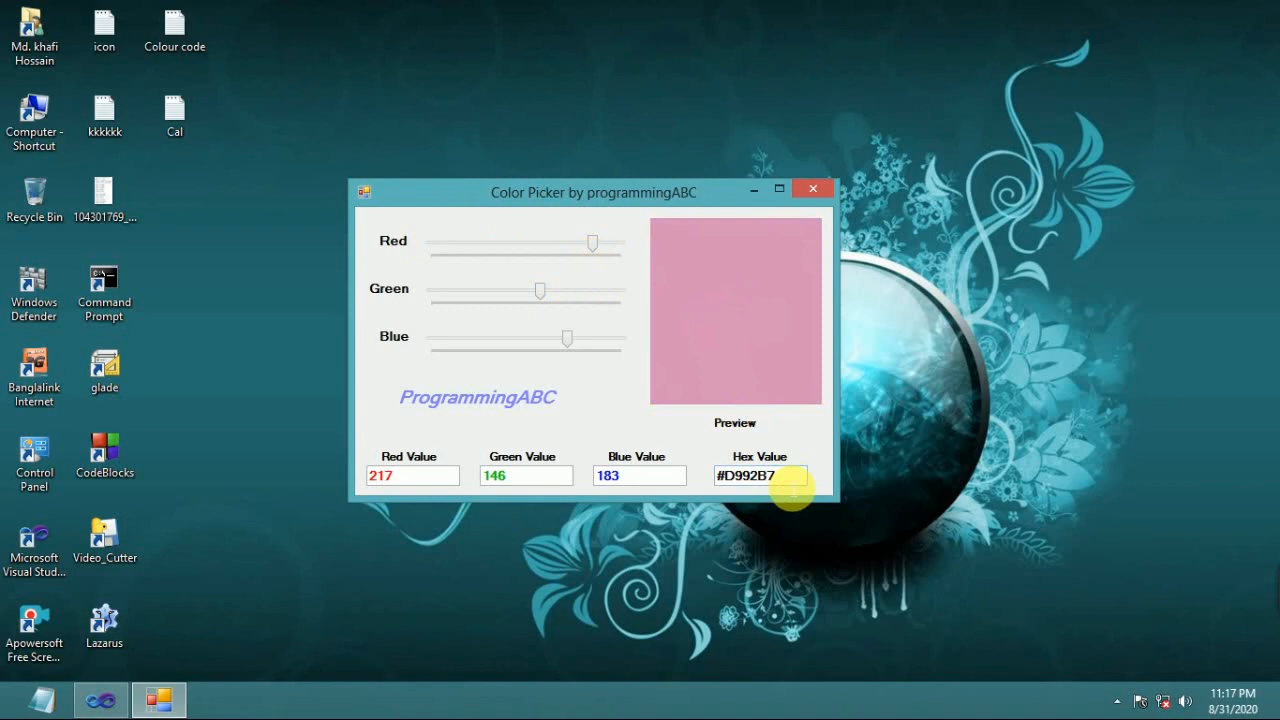 Md. khafi
Hossain
icon
Colour code
Computer -
Shortcut
kkkkkk
Cal
Recycle Bin
104301769_...
Windows
Defender
Command
Prompt
Banglalink
Internet
glade
Control
Panel
CodeBlocks
Microsoft
Visual Stud...
Video_Cutter
Apowersoft
Free Scre...
Lazarus
Color Picker by programmingABC
Red
Green
Blue
ProgrammingABC
Preview
Red Value
Green Value
Blue Value
Hex Value
217
146
183
#D992B7
11:17 PM
8/31/2020